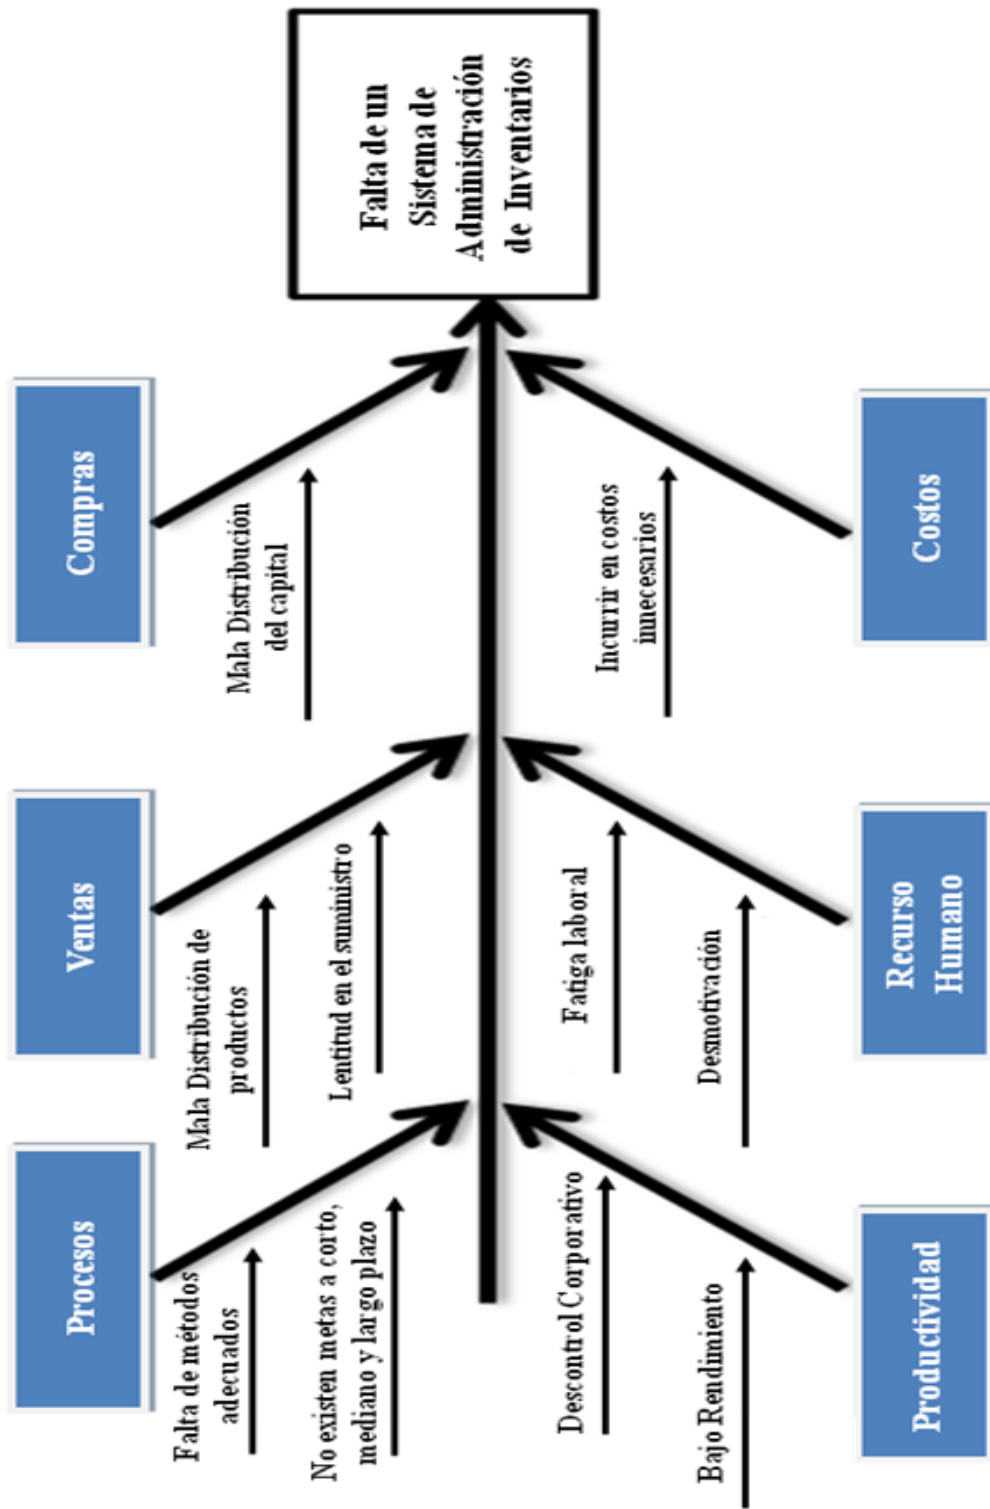 Procesos
Ventas
Compras
Falta de métodos
adecuados
No existen metas a corto,
mediano y largo plazo
Mala Distribución de
productos
Lentitud en el suministro
Mala Distribución
del capital
Falta de un
Sistema de
Administración
de Inventarios
Descontrol Corporativo
Bajo Rendimiento
Fatiga laboral
Desmotivación
Incurrir en costos
innecesarios
Productividad
Recurso
Humano
Costos